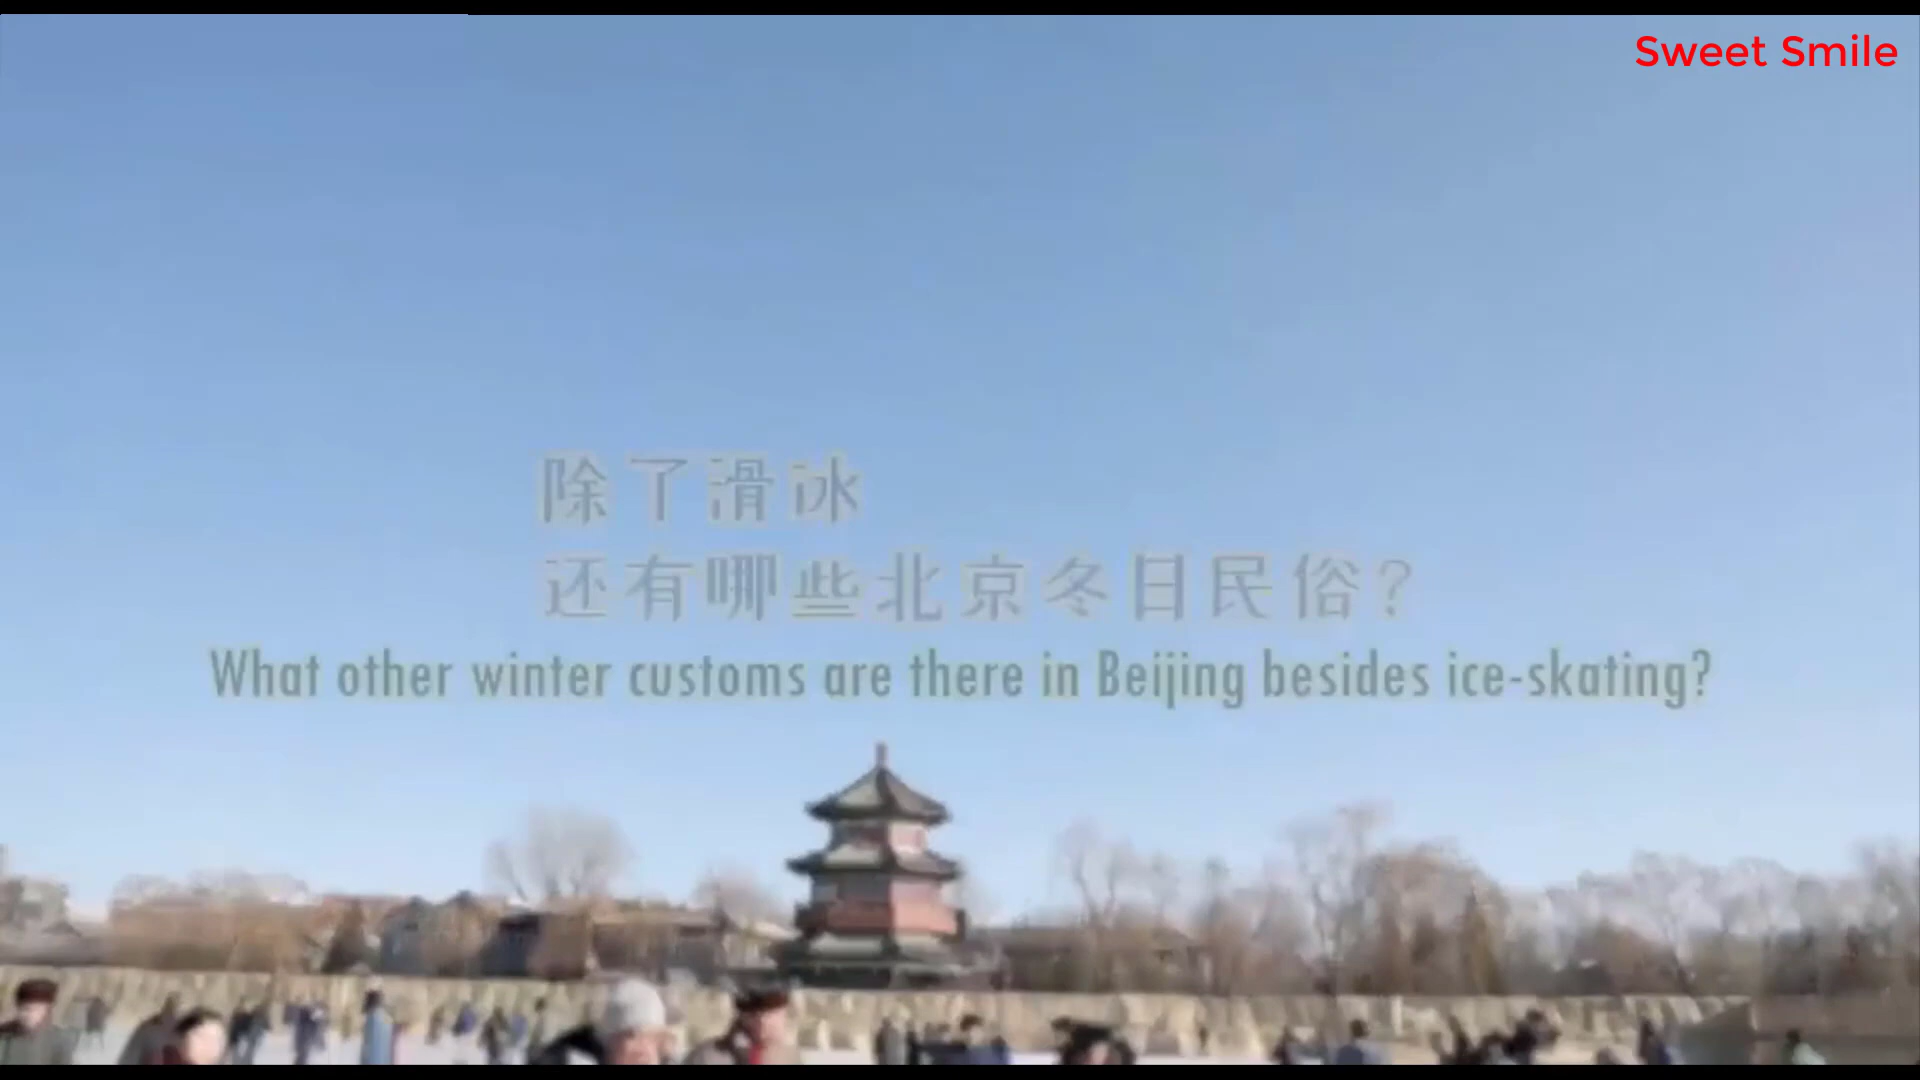 Sweet Smile
除了滑冰
还有哪些北京冬日民俗？
What other winter customs are there in Beijing besides ice-skating?